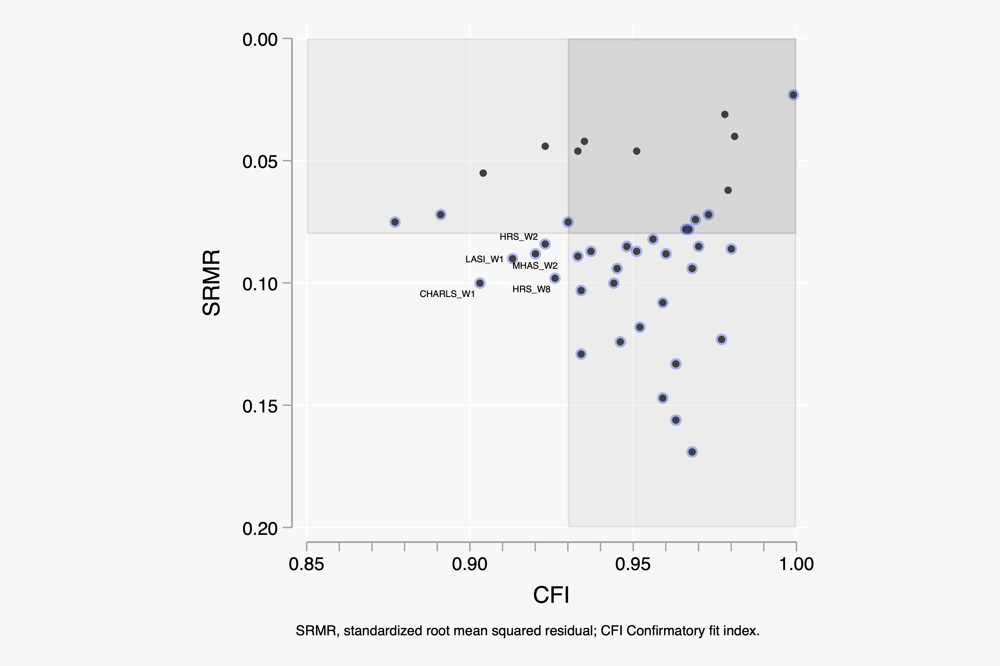 0.00
0.05
0.10
0.15
0.20
SRMR
HRS_W2
LASI_W1
MHAS_W2
HRS_W8
CHARLS_W1
0.85
0.90
0.95
1.00
CFI
SRMR, standardized root mean squared residual; CFI Confirmatory fit index.